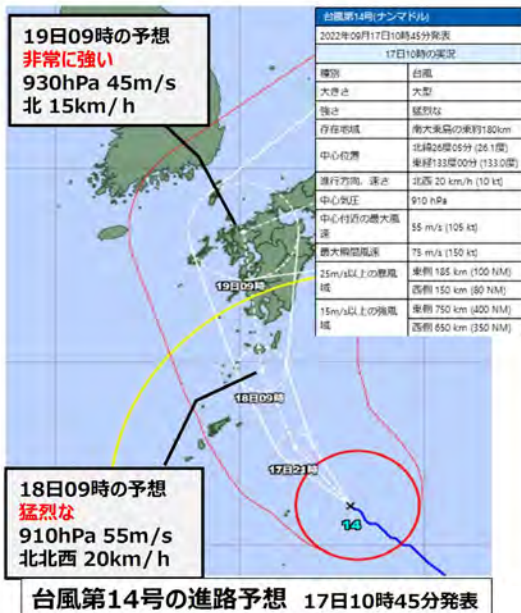 19日09時の予想
非常に強い
930hPa 45m/s
北 15km/h
台風第14号(ナンマドル)
2022年09月17日10時45分発表
17日10時の実況
種別 台風
大きさ 大型
強さ 猛烈な
存在地域 南大東島の東約180km
中心位置 北緯26度05分 (26.1度)
東経133度00分 (133.0度)
進行方向、速さ 北西 20 km/h (10 kt)
中心気圧 910 hPa
中心付近の最大風速 55 m/s (105 kt)
最大瞬間風速 75 m/s (150 kt)
25m/s以上の暴風域 東側 185 km (100 NM)
西側 150 km (80 NM)
15m/s以上の強風域 東側 750 km (400 NM)
西側 650 km (350 NM)
19日09時
18日09時
17日21時
14
18日09時の予想
猛烈な
910hPa 55m/s
北北西 20km/h
台風第14号の進路予想 17日10時45分発表